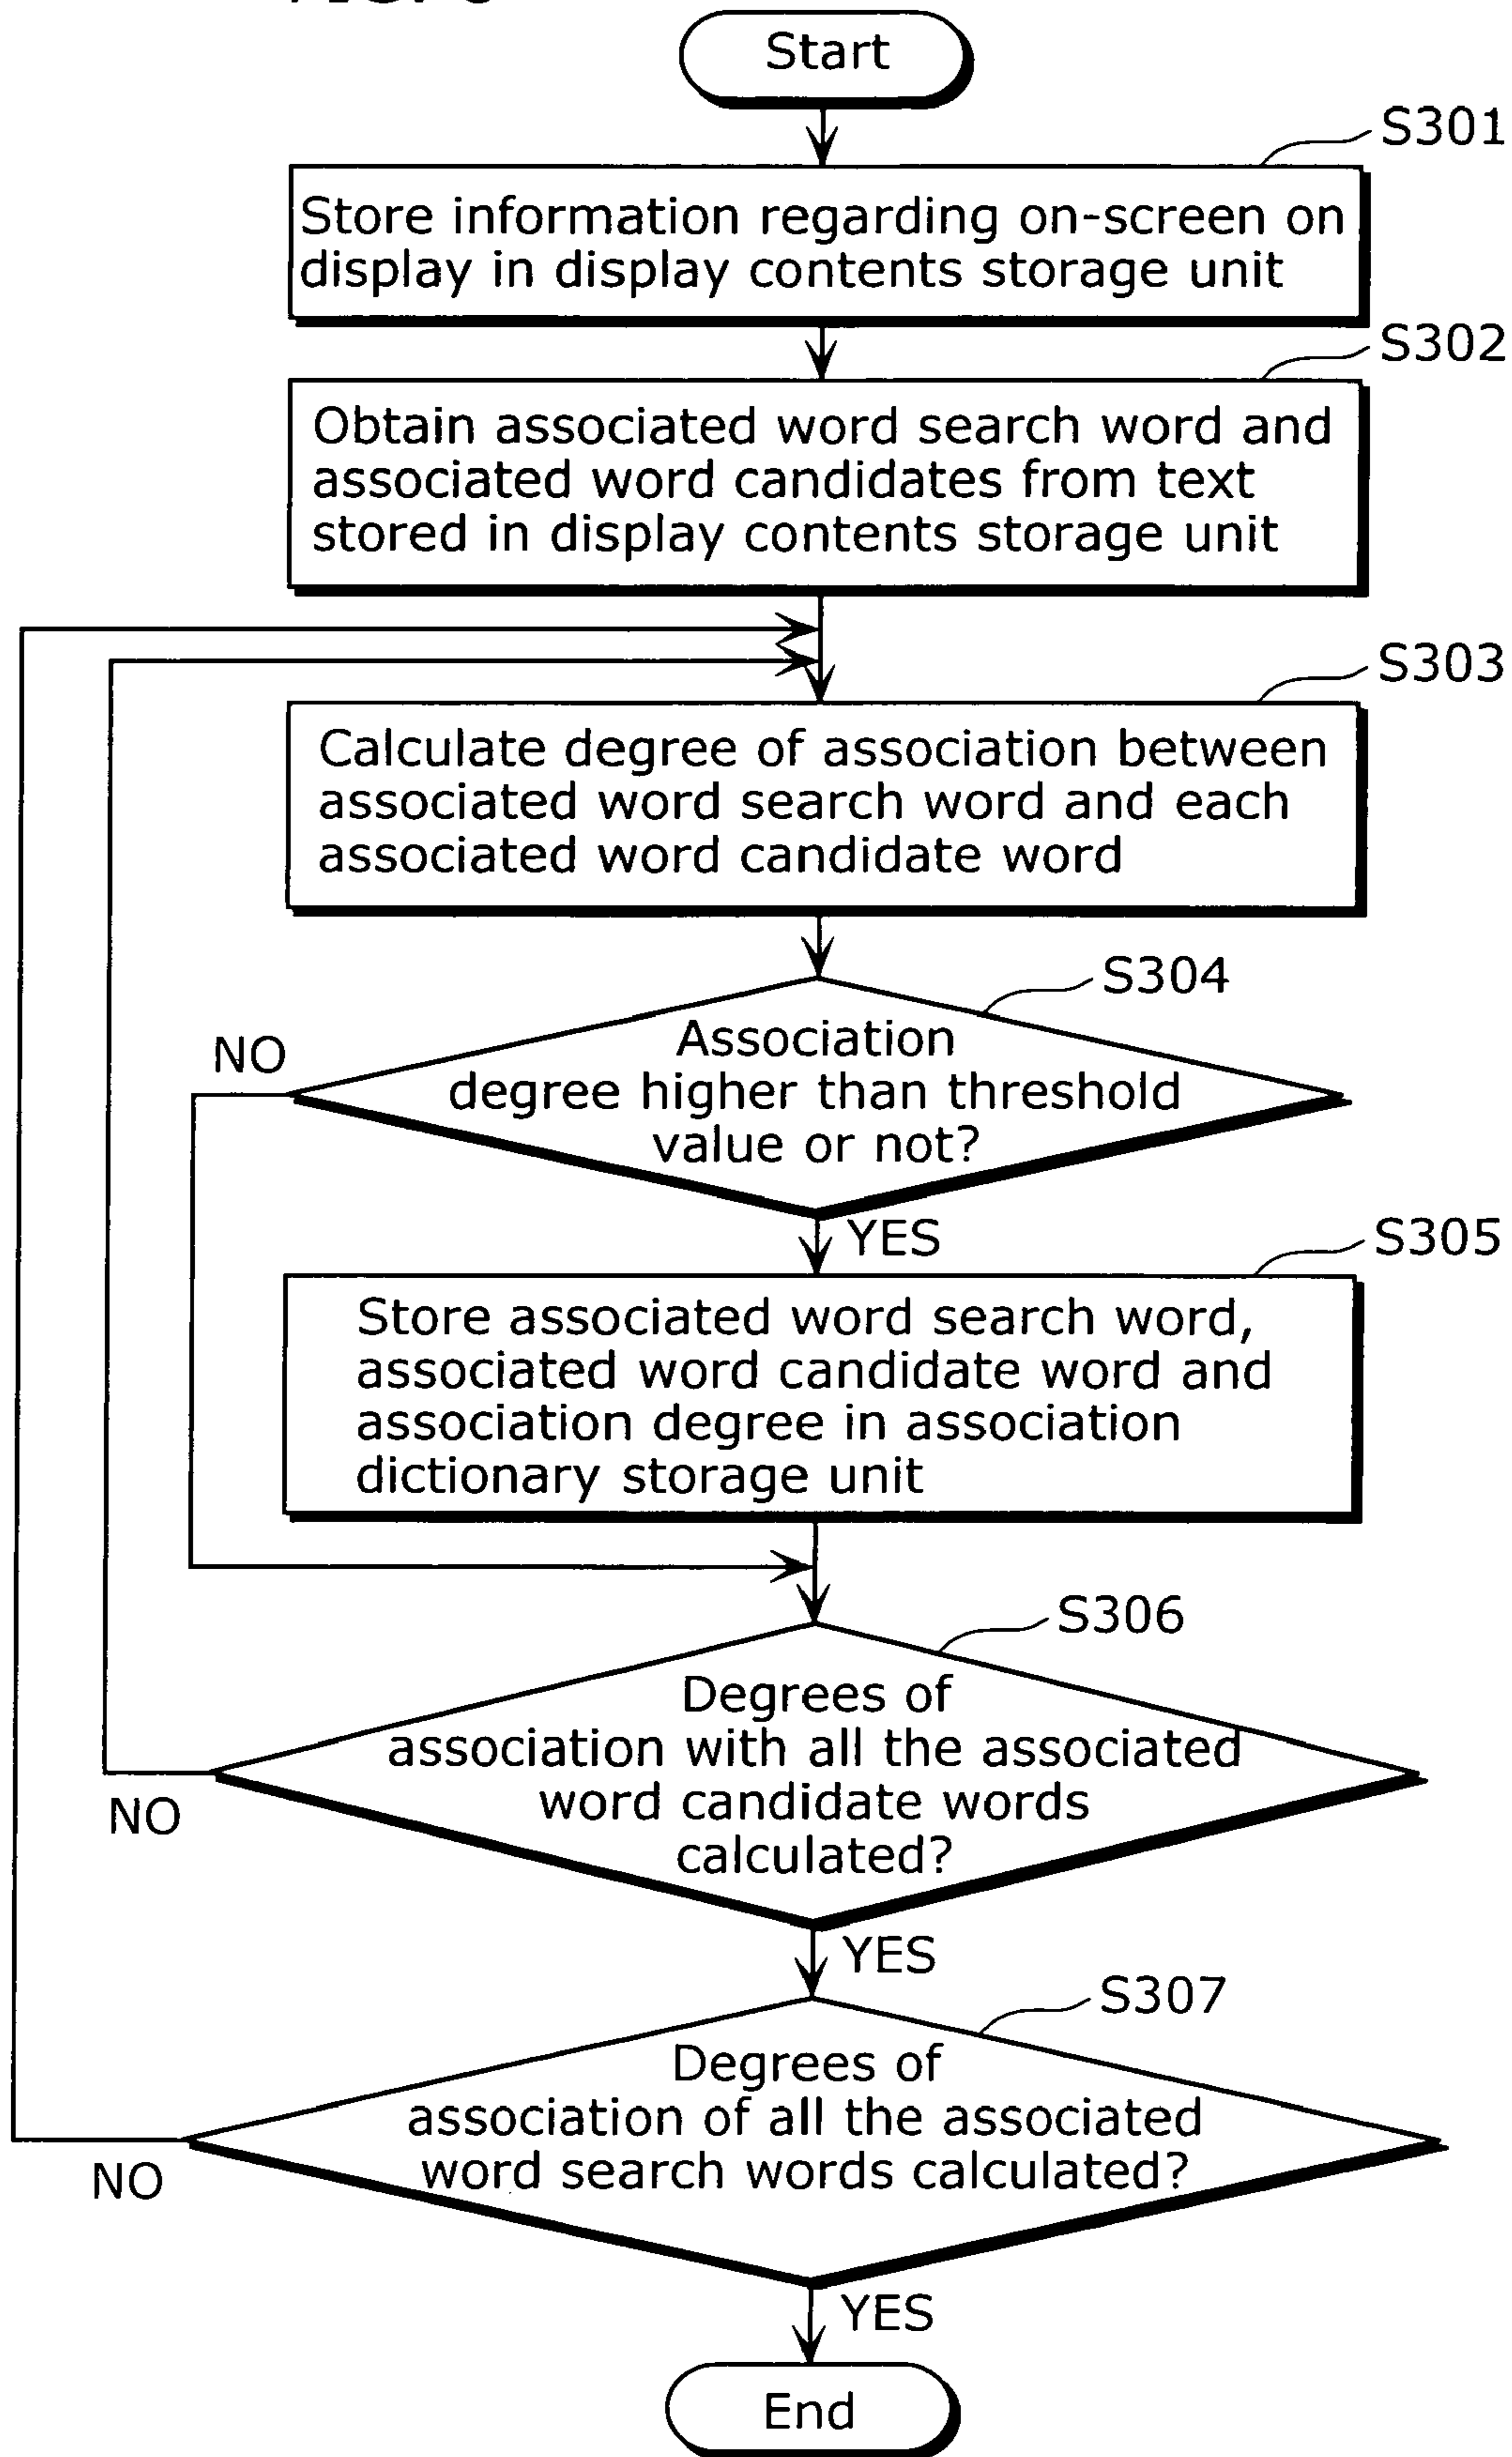 Start
S301
Store information regarding on-screen on
display in display contents storage unit
S302
Obtain associated word search word and
associated word candidates from text
stored in display contents storage unit
S303
Calculate degree of association between
associated word search word and each
associated word candidate word
S304
NO
Association
degree higher than threshold
value or not?
YES
S305
Store associated word search word,
associated word candidate word and
association degree in association
dictionary storage unit
S306
Degrees of
association with all the associated
word candidate words
calculated?
NO
YES
S307
Degrees of
association of all the associated
word search words calculated?
NO
YES
End